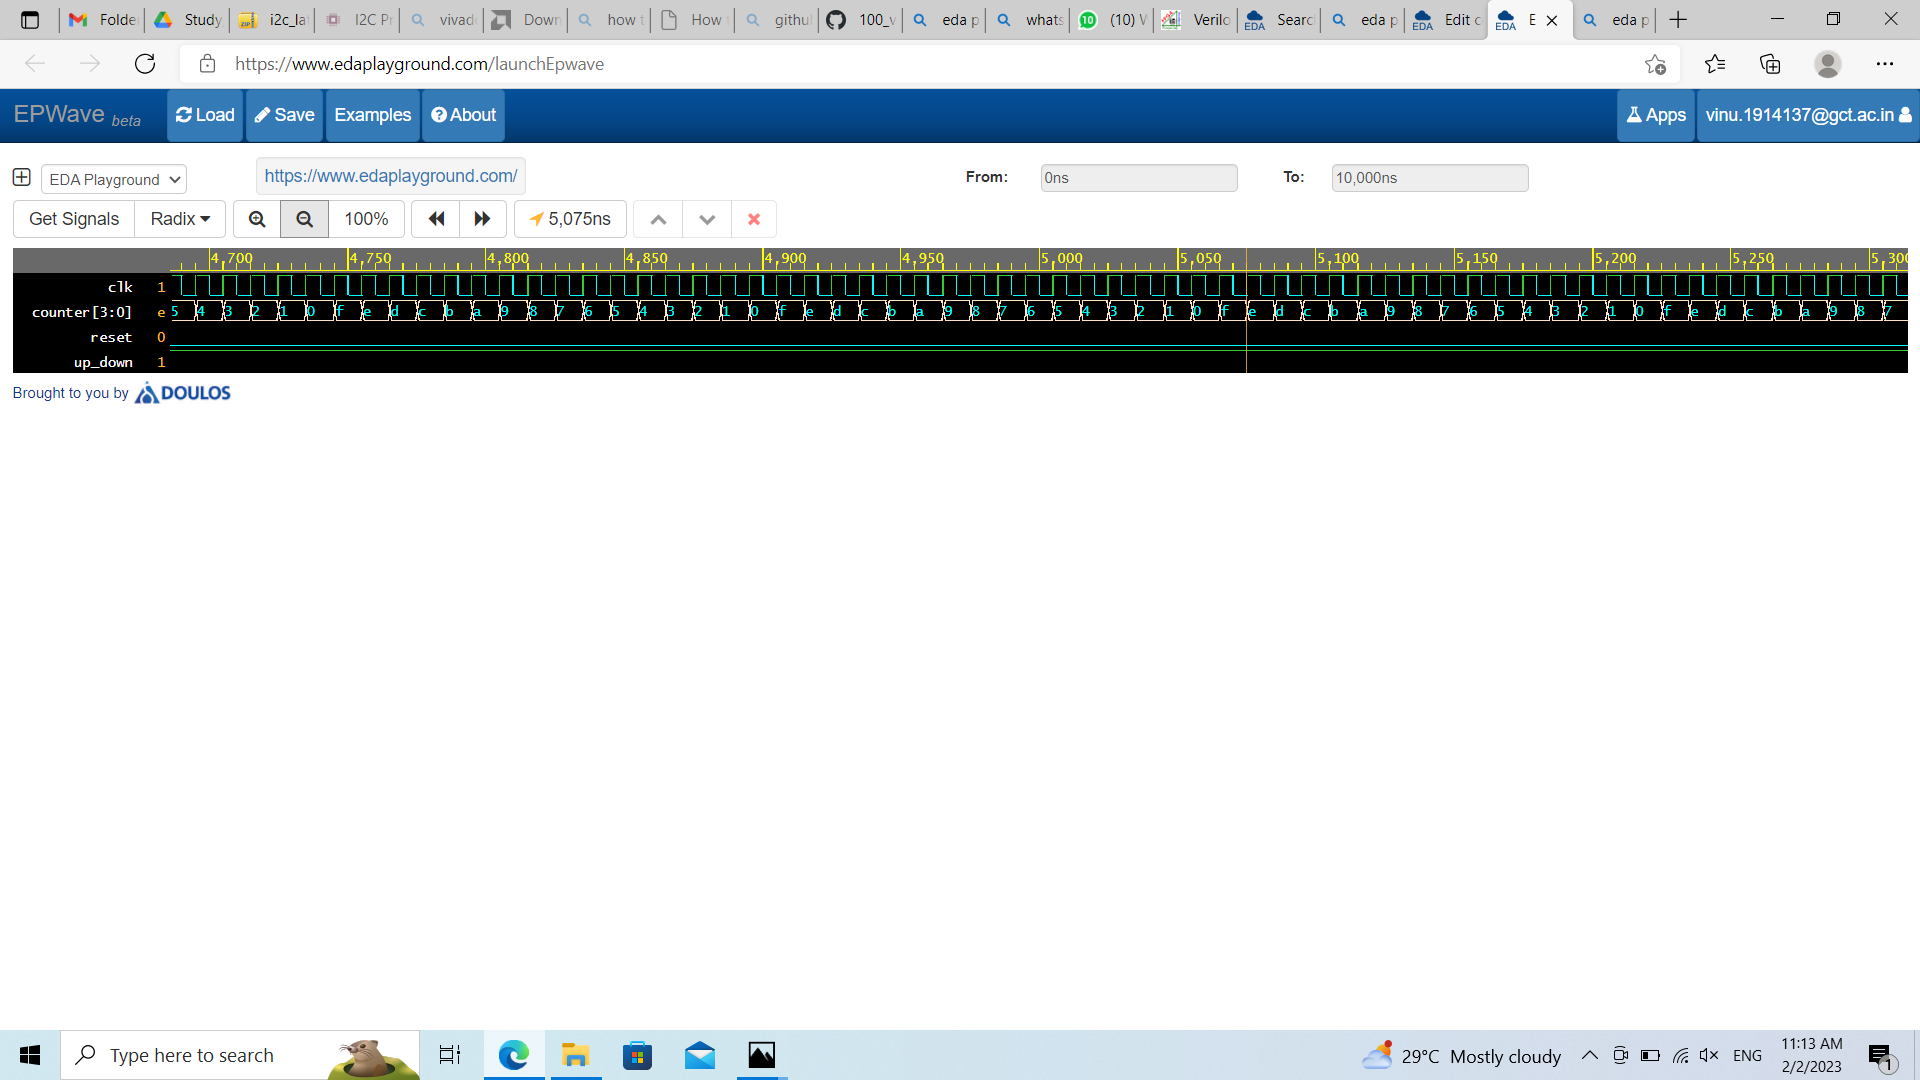 Folde Study i2c_la I2C Pr vivad Down how t How githu 100_v eda p whats (10) W Verilo Searc eda p Edit c E eda p
https://www.edaplayground.com/launchEpwave
EPWave beta Load Save Examples About Apps vinu.1914137@gct.ac.in
EDA Playground https://www.edaplayground.com/ From: 0ns To: 10,000ns
Get Signals Radix 100% 5,075ns
4,700 4,750 4,800 4,850 4,900 4,950 5,000 5,050 5,100 5,150 5,200 5,250 5,300
clk 1
counter[3:0] e 5 4 3 2 1 0 f e d c b a 9 8 7 6 5 4 3 2 1 0 f e d c b a 9 8 7 6 5 4 3 2 1 0 f e d c b a 9 8 7 6 5 4 3 2 1 0 f e d c b a 9 8 7
reset 0
up_down 1
Brought to you by DOULOS
Type here to search 29°C Mostly cloudy ENG 11:13 AM
2/2/2023 1